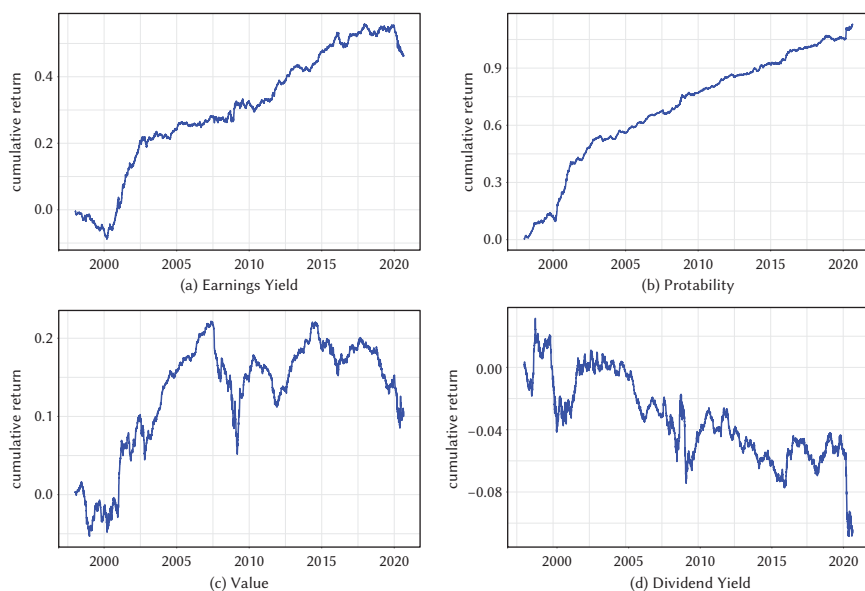 cumulative return
0.4
0.2
0.0
2000 2005 2010 2015 2020
(a) Earnings Yield
cumulative return
0.9
0.6
0.3
0.0
2000 2005 2010 2015 2020
(b) Protability
cumulative return
0.2
0.1
0.0
2000 2005 2010 2015 2020
(c) Value
cumulative return
0.00
−0.04
−0.08
2000 2005 2010 2015 2020
(d) Dividend Yield